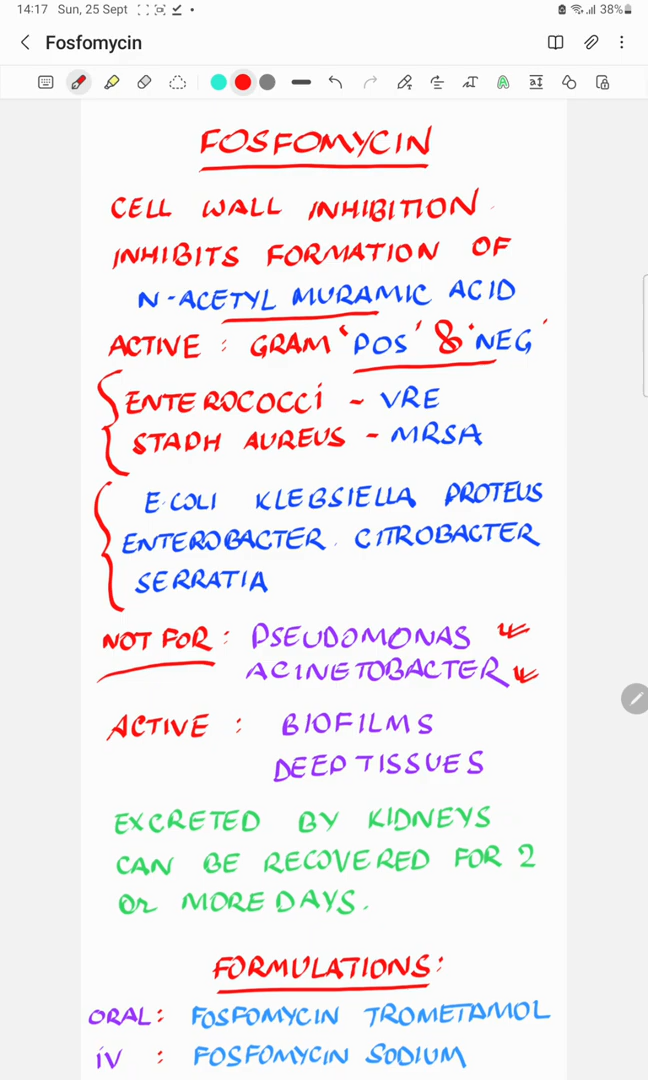 14:17 Sun, 25 Sept
38%
Fosfomycin
FOSFOMYCIN
CELL WALL INHIBITION.
INHIBITS FORMATION OF
N-ACETYL MURAMIC ACID
ACTIVE : GRAM 'POS' & 'NEG'
ENTEROCOCCI - VRE
STAPH AUREUS - MRSA
E.COLI KLEBSIELLA PROTEUS
ENTEROBACTER. CITROBACTER
SERRATIA
NOT FOR : PSEUDOMONAS
ACINETOBACTER
ACTIVE : BIOFILMS
DEEP TISSUES
EXCRETED BY KIDNEYS
CAN BE RECOVERED FOR 2
OR MORE DAYS.
FORMULATIONS:
ORAL: FOSFOMYCIN TROMETAMOL
IV : FOSFOMYCIN SODIUM